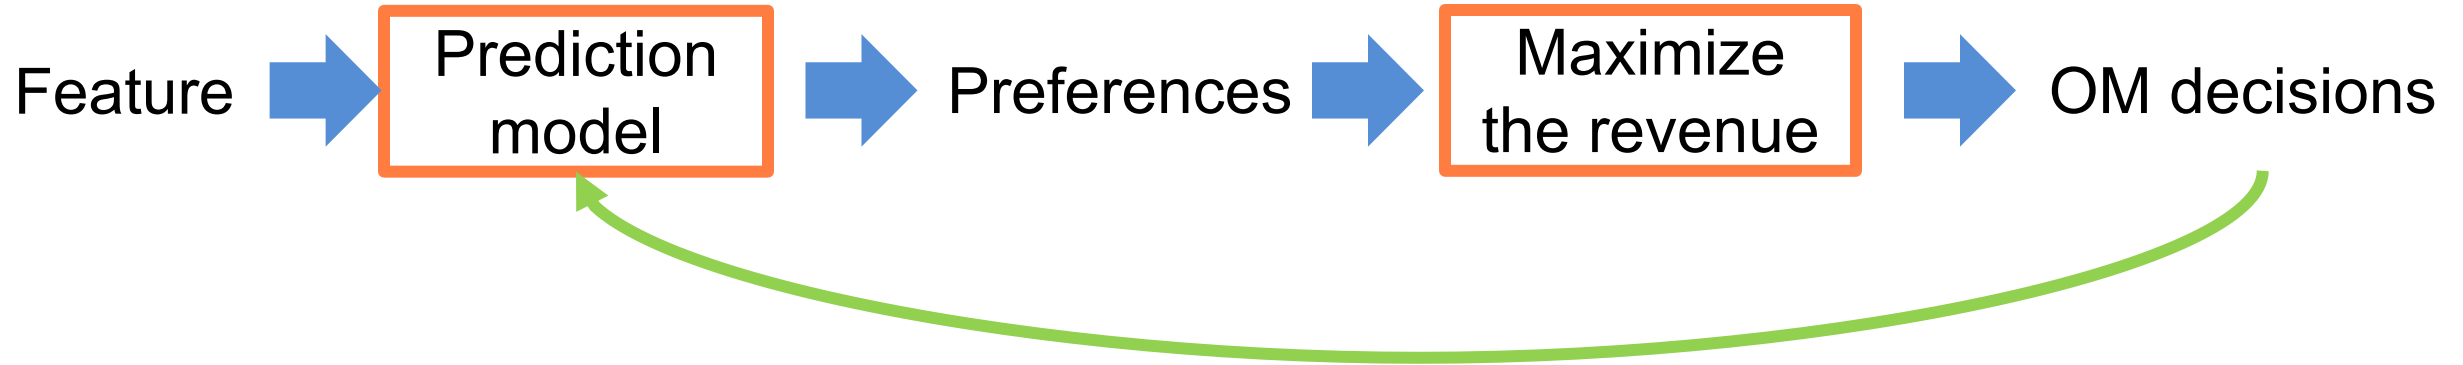 Feature
Prediction
model
Preferences
Maximize
the revenue
OM decisions